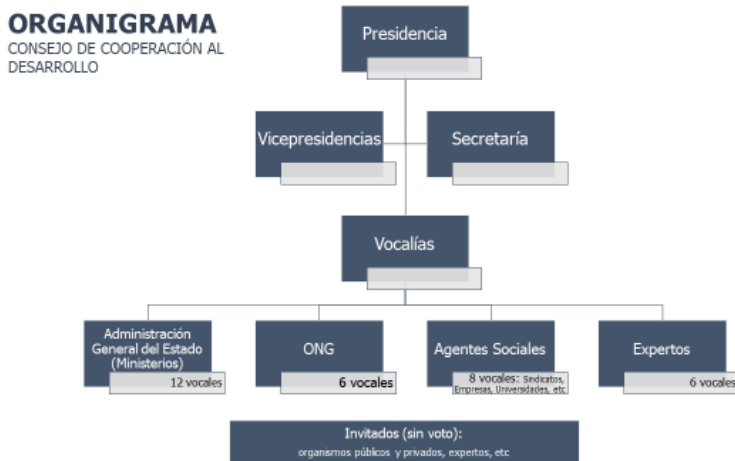 ORGANIGRAMA
CONSEJO DE COOPERACIÓN AL
DESARROLLO
Presidencia
Vicepresidencias
Secretaría
Vocalías
Administración
General del Estado
(Ministerios)
12 vocales
ONG
6 vocales
Agentes Sociales
8 vocales: Sindicatos,
Empresas, Universidades, etc
Expertos
6 vocales
Invitados (sin voto):
organismos públicos y privados, expertos, etc